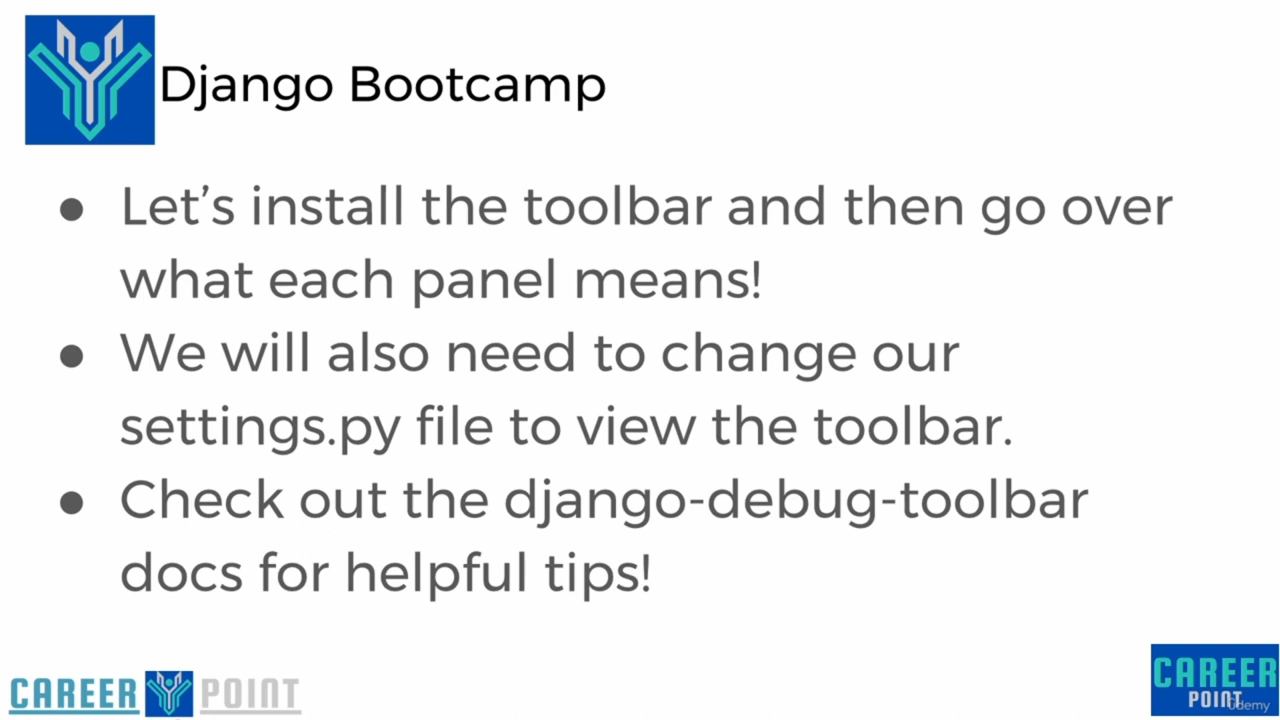 Django Bootcamp
● Let’s install the toolbar and then go over
what each panel means!
● We will also need to change our
settings.py file to view the toolbar.
● Check out the django-debug-toolbar
docs for helpful tips!
CAREER POINT
CAREER
POINT
ûdemy